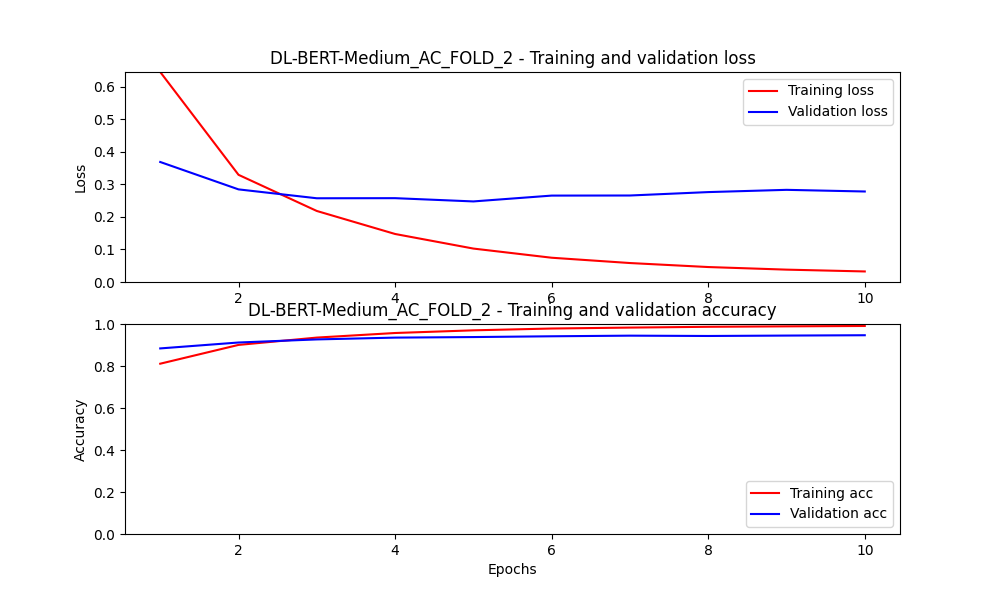 DL-BERT-Medium_AC_FOLD_2 - Training and validation loss
0.6
0.5
0.4
0.3
0.2
0.1
0.0
Loss
Training loss
Validation loss
2
4
6
8
10
DL-BERT-Medium_AC_FOLD_2 - Training and validation accuracy
1.0
0.8
0.6
0.4
0.2
0.0
Accuracy
Training acc
Validation acc
2
4
6
8
10
Epochs